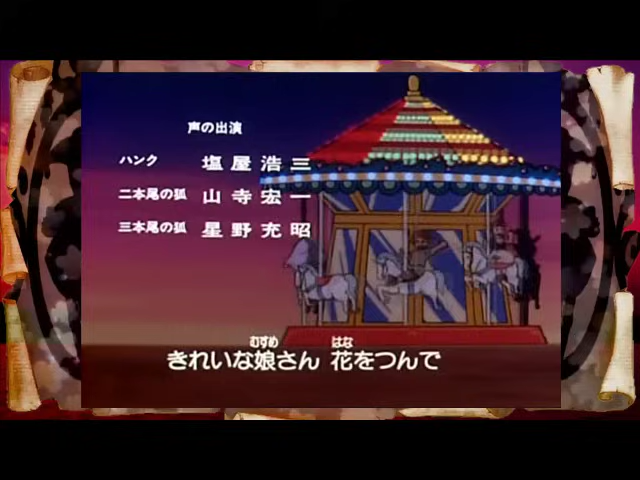 声の出演
ハンク 塩屋浩三
二本尾の狐 山寺宏一
三本尾の狐 星野充昭
むすめ はな
きれいな娘さん 花をつんで